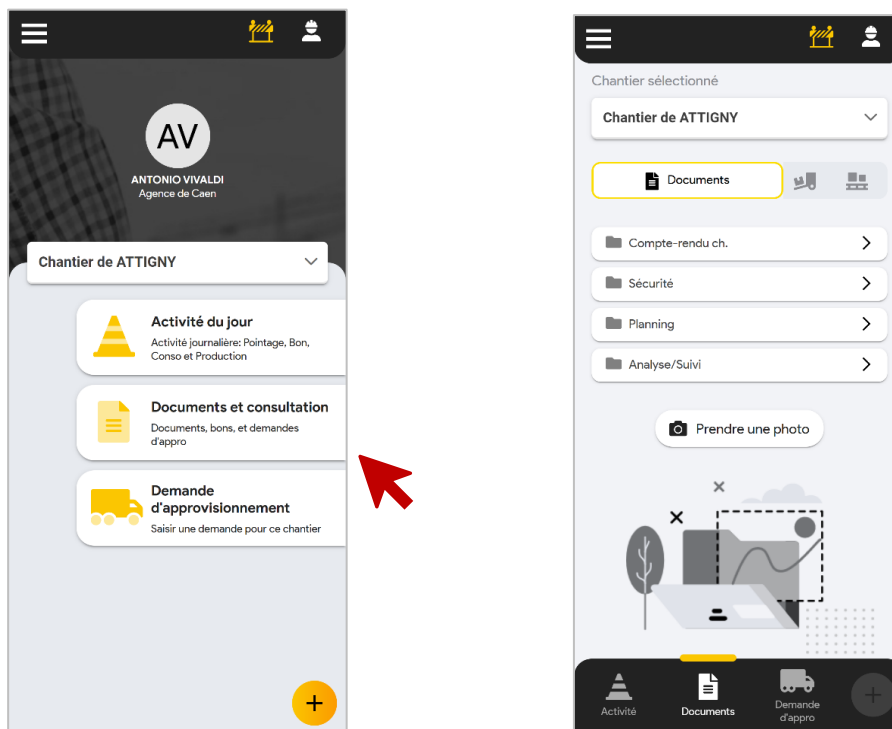 AV
ANTONIO VIVALDI
Agence de Caen
Chantier de ATTIGNY
Activité du jour
Activité journalière: Pointage, Bon,
Conso et Production
Documents et consultation
Documents, bons, et demandes
d'appro
Demande
d'approvisionnement
Saisir une demande pour ce chantier
+
Chantier sélectionné
Chantier de ATTIGNY
Documents
Compte-rendu ch.
Sécurité
Planning
Analyse/Suivi
Prendre une photo
Activité
Documents
Demande
d'appro
+